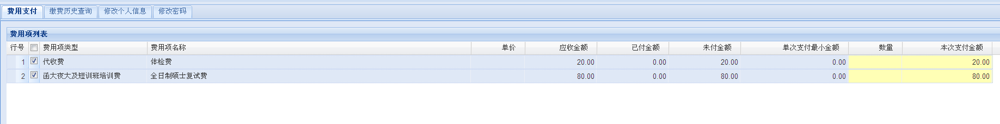 费用支付 缴费历史查询 修改个人信息 修改密码
费用项列表
行号 费用项类型 费用项名称 单价 应收金额 已付金额 未付金额 单次支付最小金额 数量 本次支付金额
1 代收费 体检费 20.00 0.00 20.00 0.00 20.00
2 函大夜大及短训班培训费 全日制硕士复试费 80.00 0.00 80.00 0.00 80.00